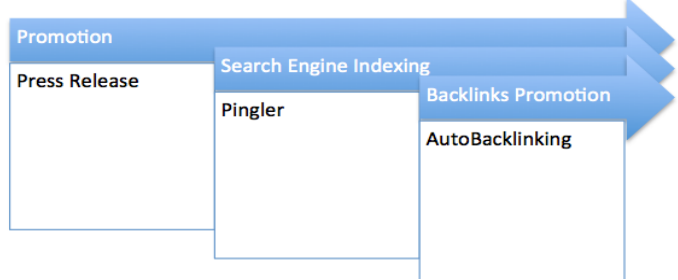 Promotion
Press Release
Search Engine Indexing
Pingler
Backlinks Promotion
AutoBacklinking